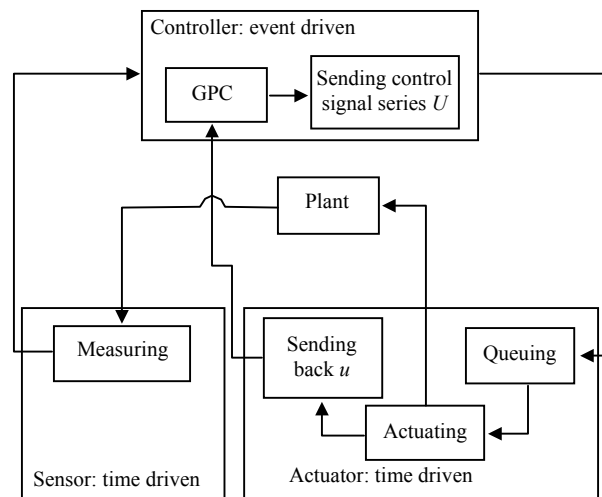 Controller: event driven
GPC
Sending control
signal series U
Plant
Measuring
Sending
back u
Queuing
Actuating
Sensor: time driven
Actuator: time driven